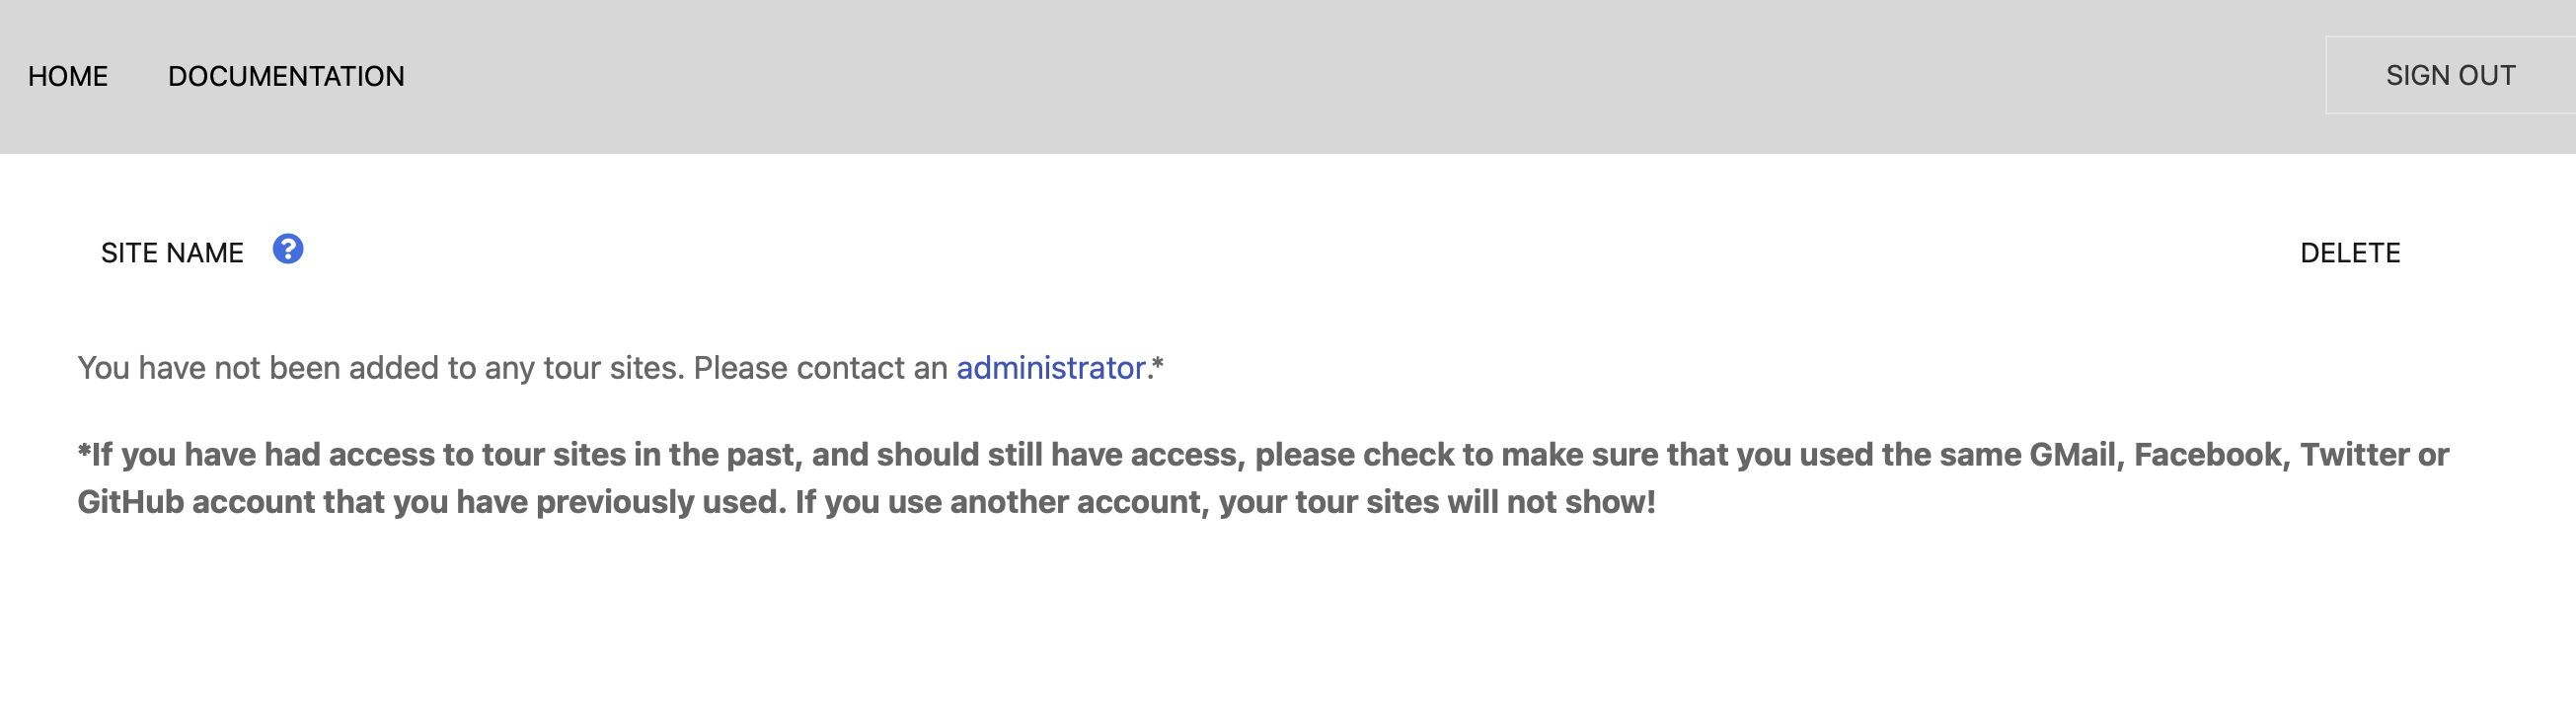 HOME DOCUMENTATION SIGN OUT
SITE NAME ? DELETE
You have not been added to any tour sites. Please contact an administrator.*
*If you have had access to tour sites in the past, and should still have access, please check to make sure that you used the same GMail, Facebook, Twitter or
GitHub account that you have previously used. If you use another account, your tour sites will not show!